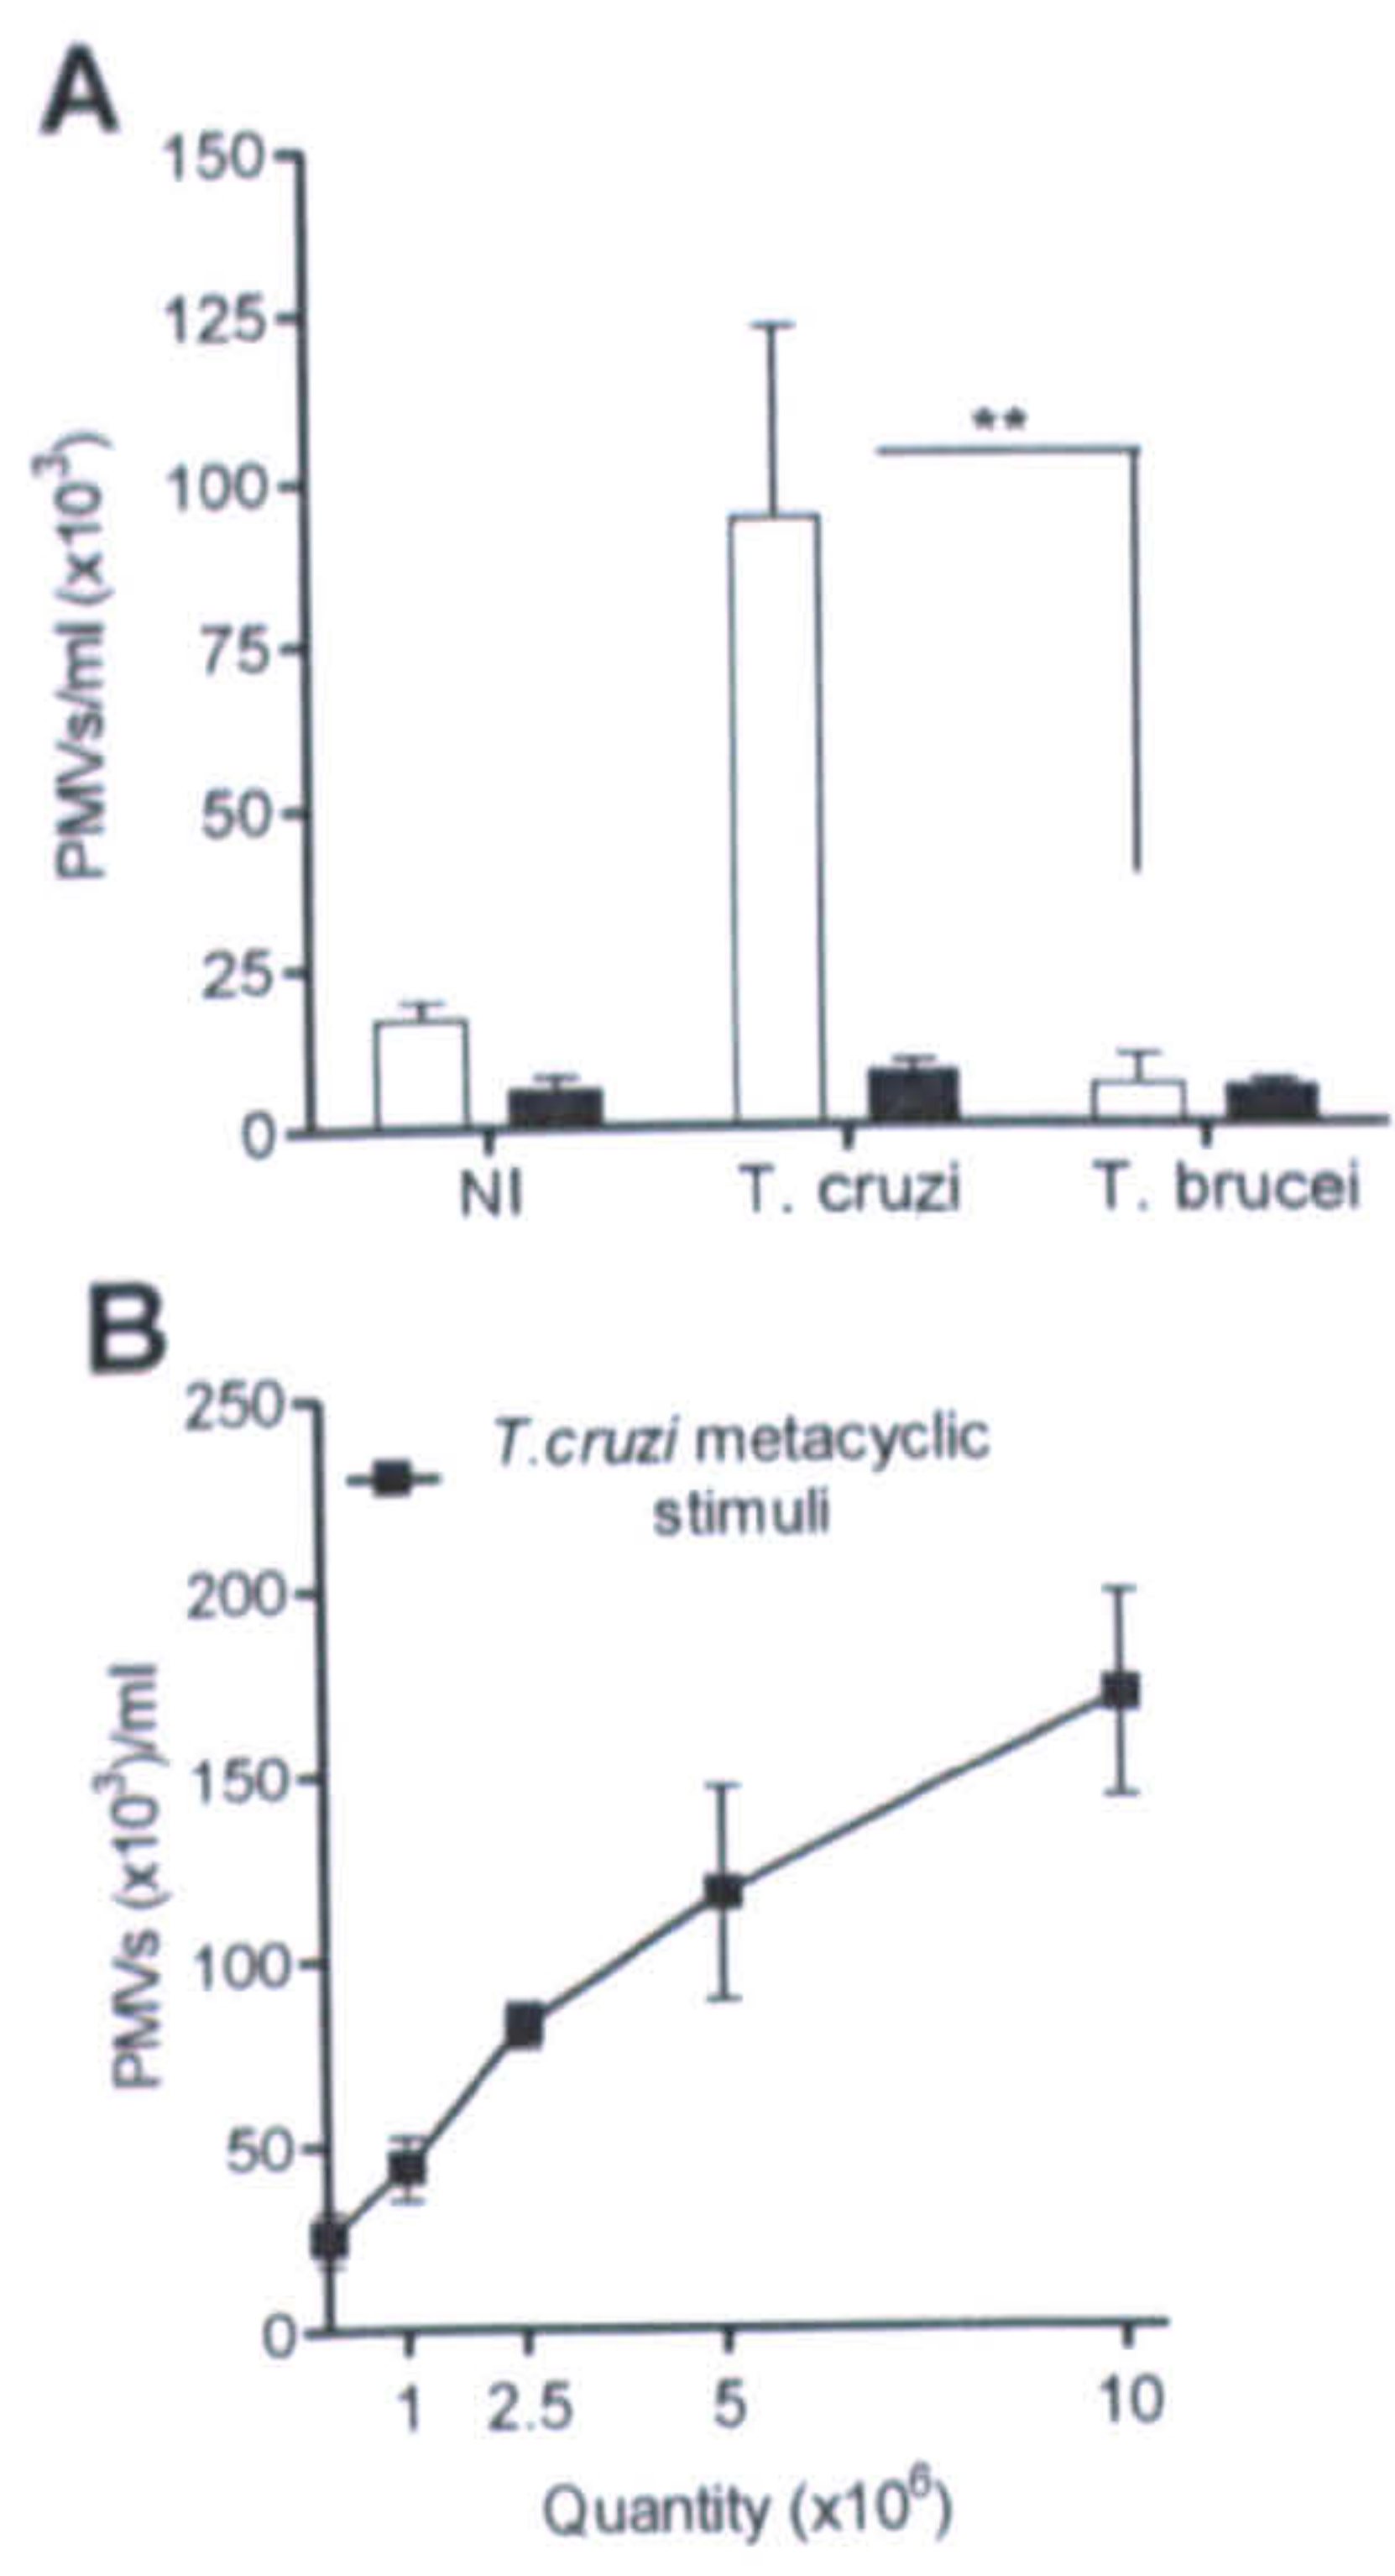 A
150
125
100
75
50
25
0
PMVs/ml (x10³)
**
NI
T. cruzi
T. brucei
B
250
200
150
100
50
0
PMVs (x10³)/ml
T.cruzi metacyclic
stimuli
1
2.5
5
10
Quantity (x10⁶)